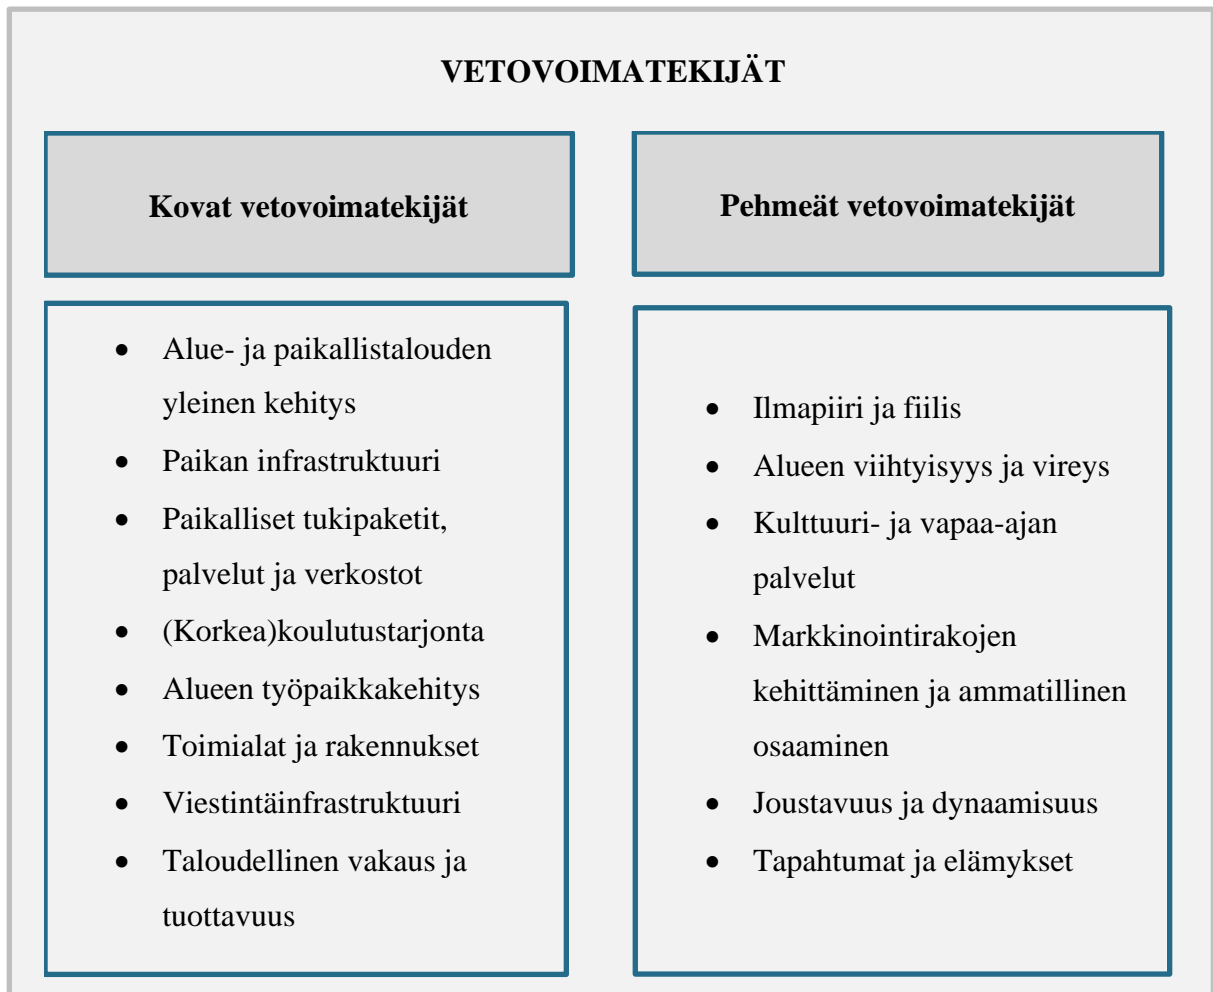 VETOVOIMATEKIJÄT
Kovat vetovoimatekijät
• Alue- ja paikallistalouden
yleinen kehitys
• Paikan infrastruktuuri
• Paikalliset tukipaketit,
palvelut ja verkostot
• (Korkea)koulutustarjonta
• Alueen työpaikkakehitys
• Toimialat ja rakennukset
• Viestintäinfrastruktuuri
• Taloudellinen vakaus ja
tuottavuus
Pehmeät vetovoimatekijät
• Ilmapiiri ja fiilis
• Alueen viihtyisyys ja vireys
• Kulttuuri- ja vapaa-ajan
palvelut
• Markkinointirakojen
kehittäminen ja ammatillinen
osaaminen
• Joustavuus ja dynaamisuus
• Tapahtumat ja elämykset